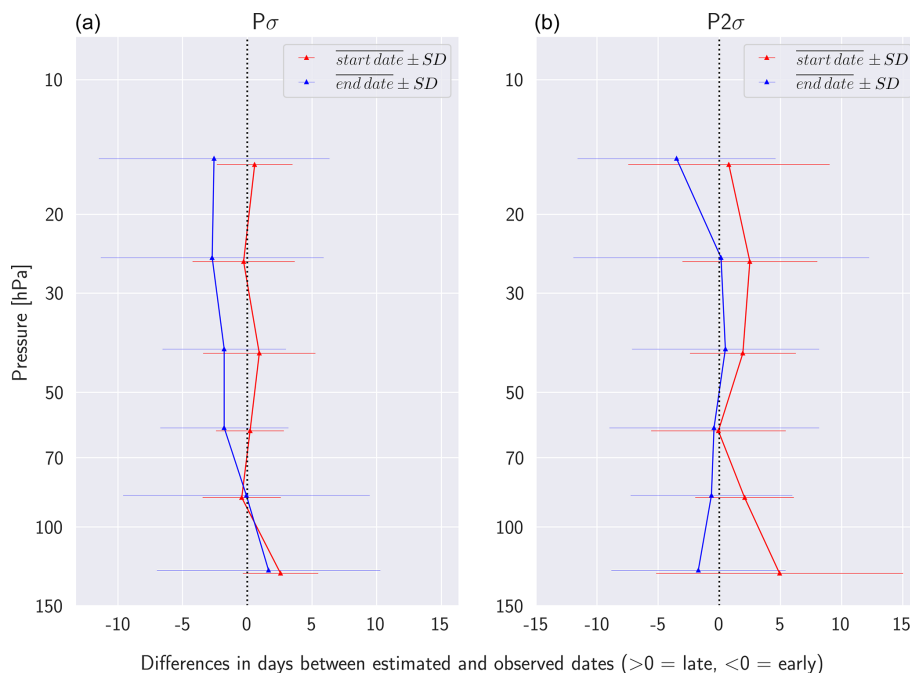 (a) Pσ
(b) P2σ
start date ± SD
end date ± SD
start date ± SD
end date ± SD
Pressure [hPa]
10
20
30
50
70
100
150
-10 -5 0 5 10 15
10
20
30
50
70
100
150
-15 -10 -5 0 5 10 15
Differences in days between estimated and observed dates (>0 = late, <0 = early)